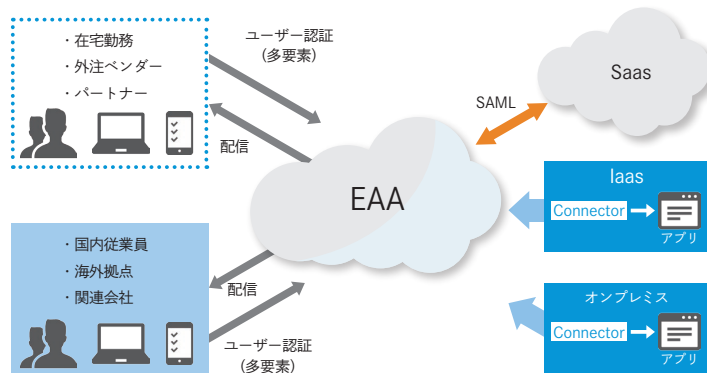 ・在宅勤務
・外注ベンダー
・パートナー
ユーザー認証
(多要素)
配信
SAML
Saas
EAA
Iaas
Connector
アプリ
・国内従業員
・海外拠点
・関連会社
配信
ユーザー認証
(多要素)
オンプレミス
Connector
アプリ